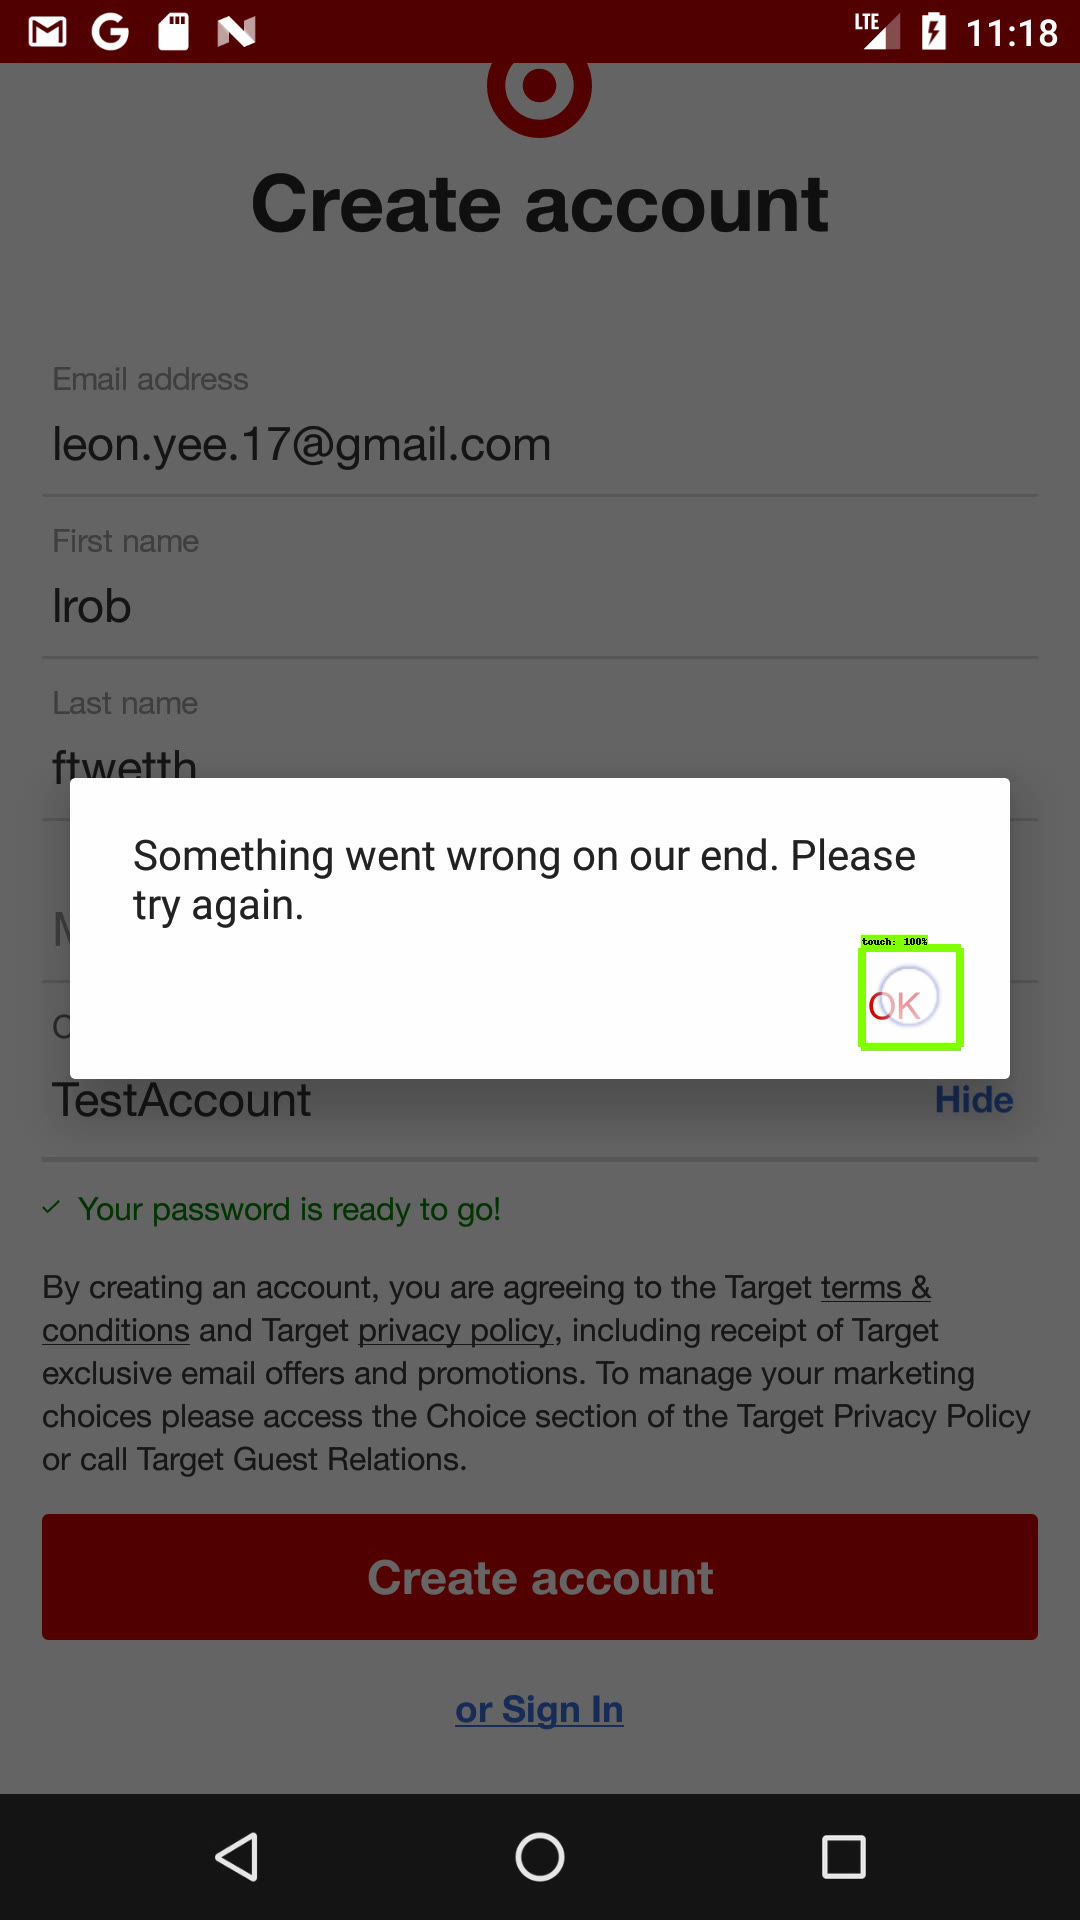 LTE 11:18
Create account
Email address
leon.yee.17@gmail.com
First name
Irob
Last name
ftwetth
Something went wrong on our end. Please
try again.
touch: 100%
OK
TestAccount Hide
Your password is ready to go!
By creating an account, you are agreeing to the Target terms &
conditions and Target privacy policy, including receipt of Target
exclusive email offers and promotions. To manage your marketing
choices please access the Choice section of the Target Privacy Policy
or call Target Guest Relations.
Create account
or Sign In